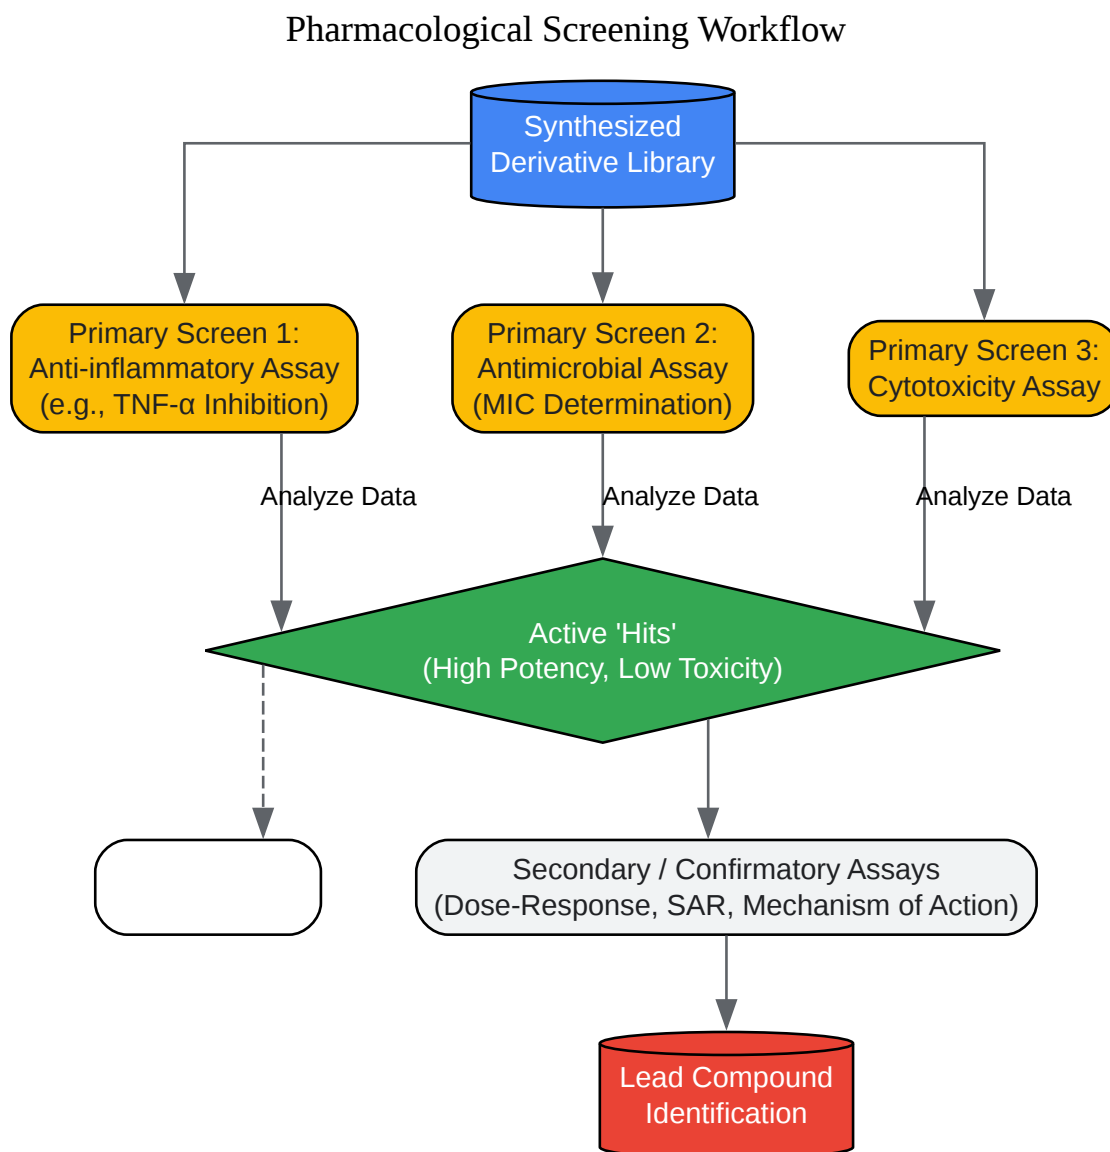 Pharmacological Screening Workflow
Synthesized
Derivative Library
Primary Screen 1:
Anti-inflammatory Assay
(e.g., TNF-α Inhibition)
Primary Screen 2:
Antimicrobial Assay
(MIC Determination)
Primary Screen 3:
Cytotoxicity Assay
Analyze Data
Analyze Data
Analyze Data
Active 'Hits'
(High Potency, Low Toxicity)
Secondary / Confirmatory Assays
(Dose-Response, SAR, Mechanism of Action)
Lead Compound
Identification